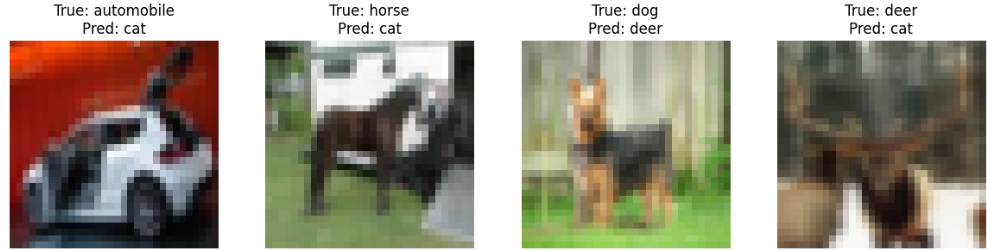 True: automobile
Pred: cat
True: horse
Pred: cat
True: dog
Pred: deer
True: deer
Pred: cat